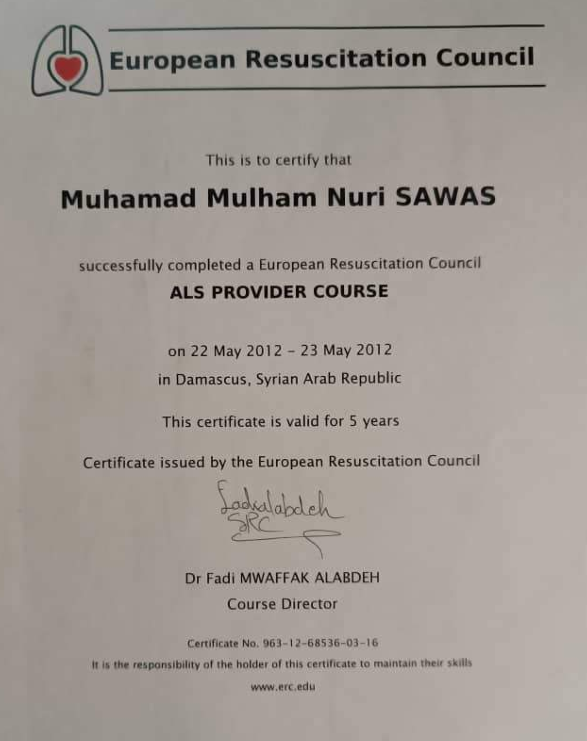 European Resuscitation Council
This is to certify that
Muhamad Mulham Nuri SAWAS
successfully completed a European Resuscitation Council
ALS PROVIDER COURSE
on 22 May 2012 – 23 May 2012
in Damascus, Syrian Arab Republic
This certificate is valid for 5 years
Certificate issued by the European Resuscitation Council
Fadialabdeh
SRC
Dr Fadi MWAFFAK ALABDEH
Course Director
Certificate No. 963–12–68536–03–16
It is the responsibility of the holder of this certificate to maintain their skills
www.erc.edu